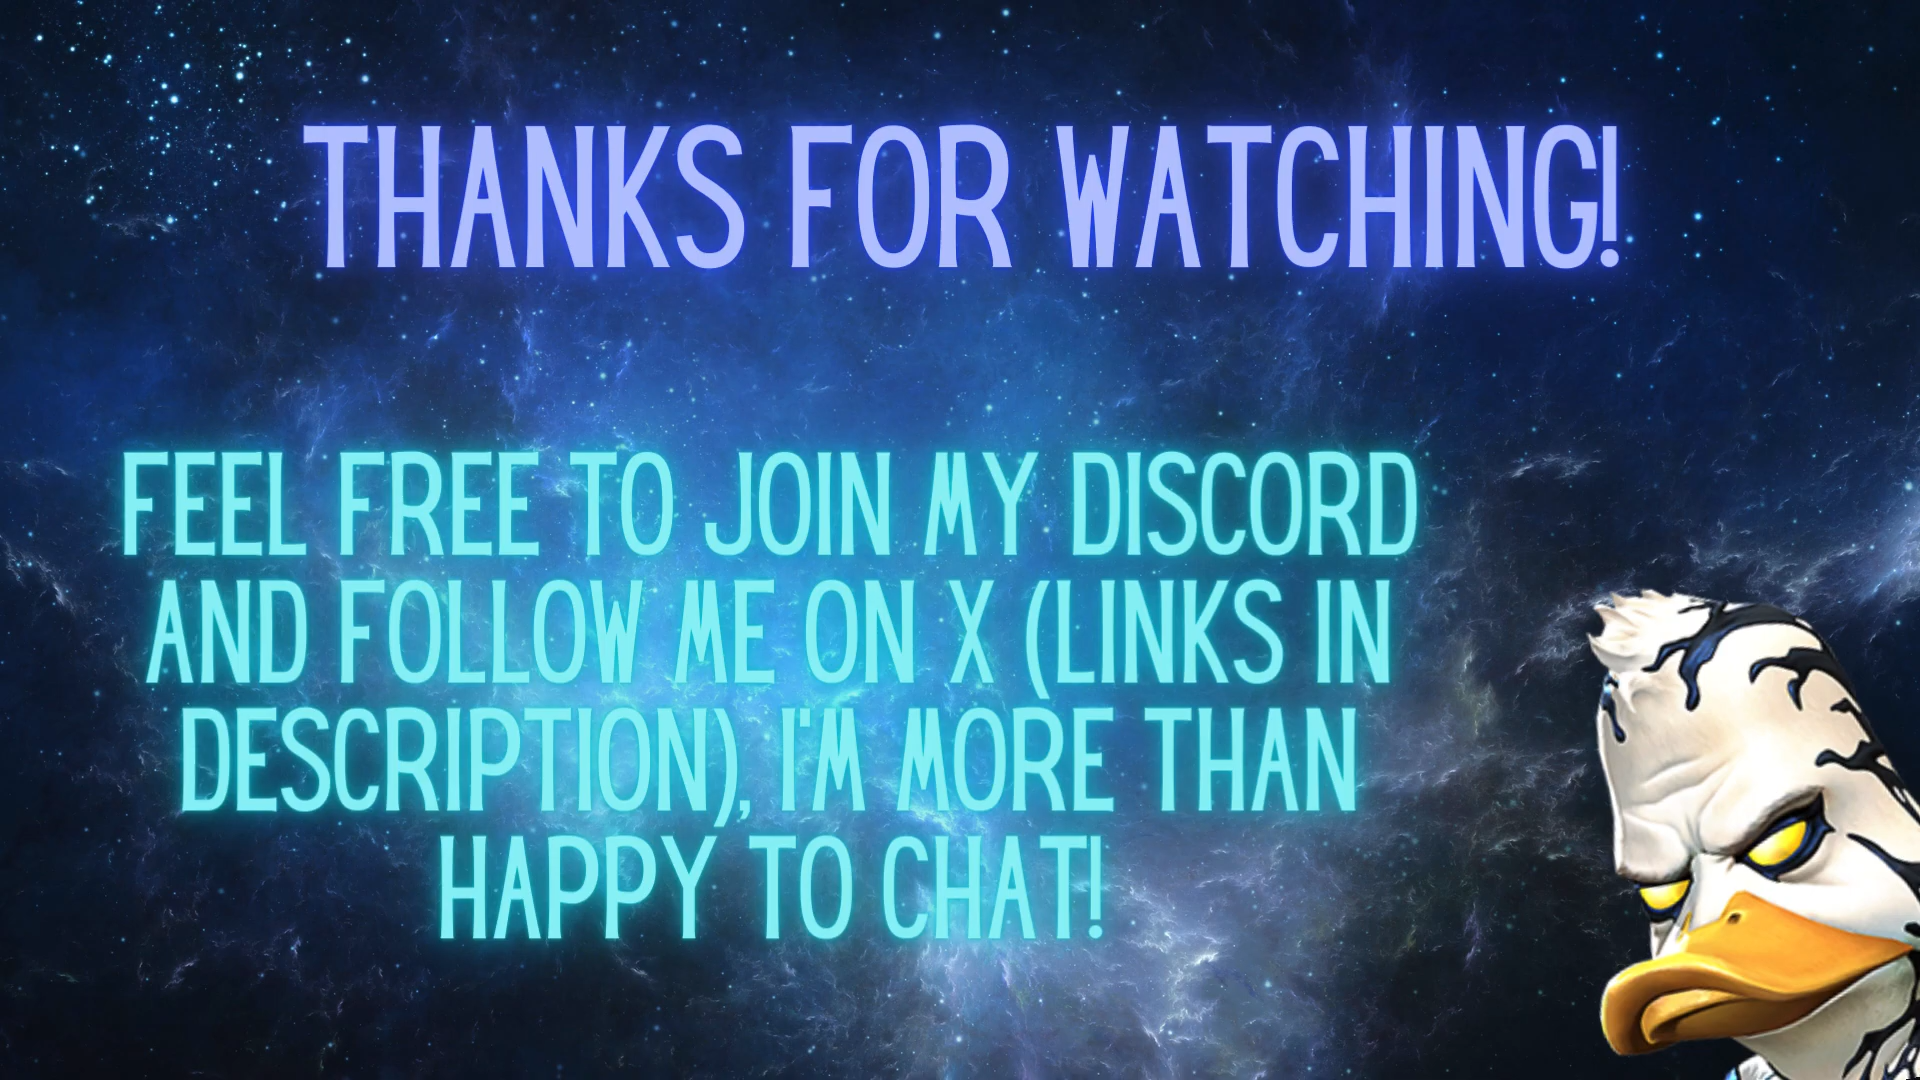 THANKS FOR WATCHING!
FEEL FREE TO JOIN MY DISCORD
AND FOLLOW ME ON X (LINKS IN
DESCRIPTION), I'M MORE THAN
HAPPY TO CHAT!